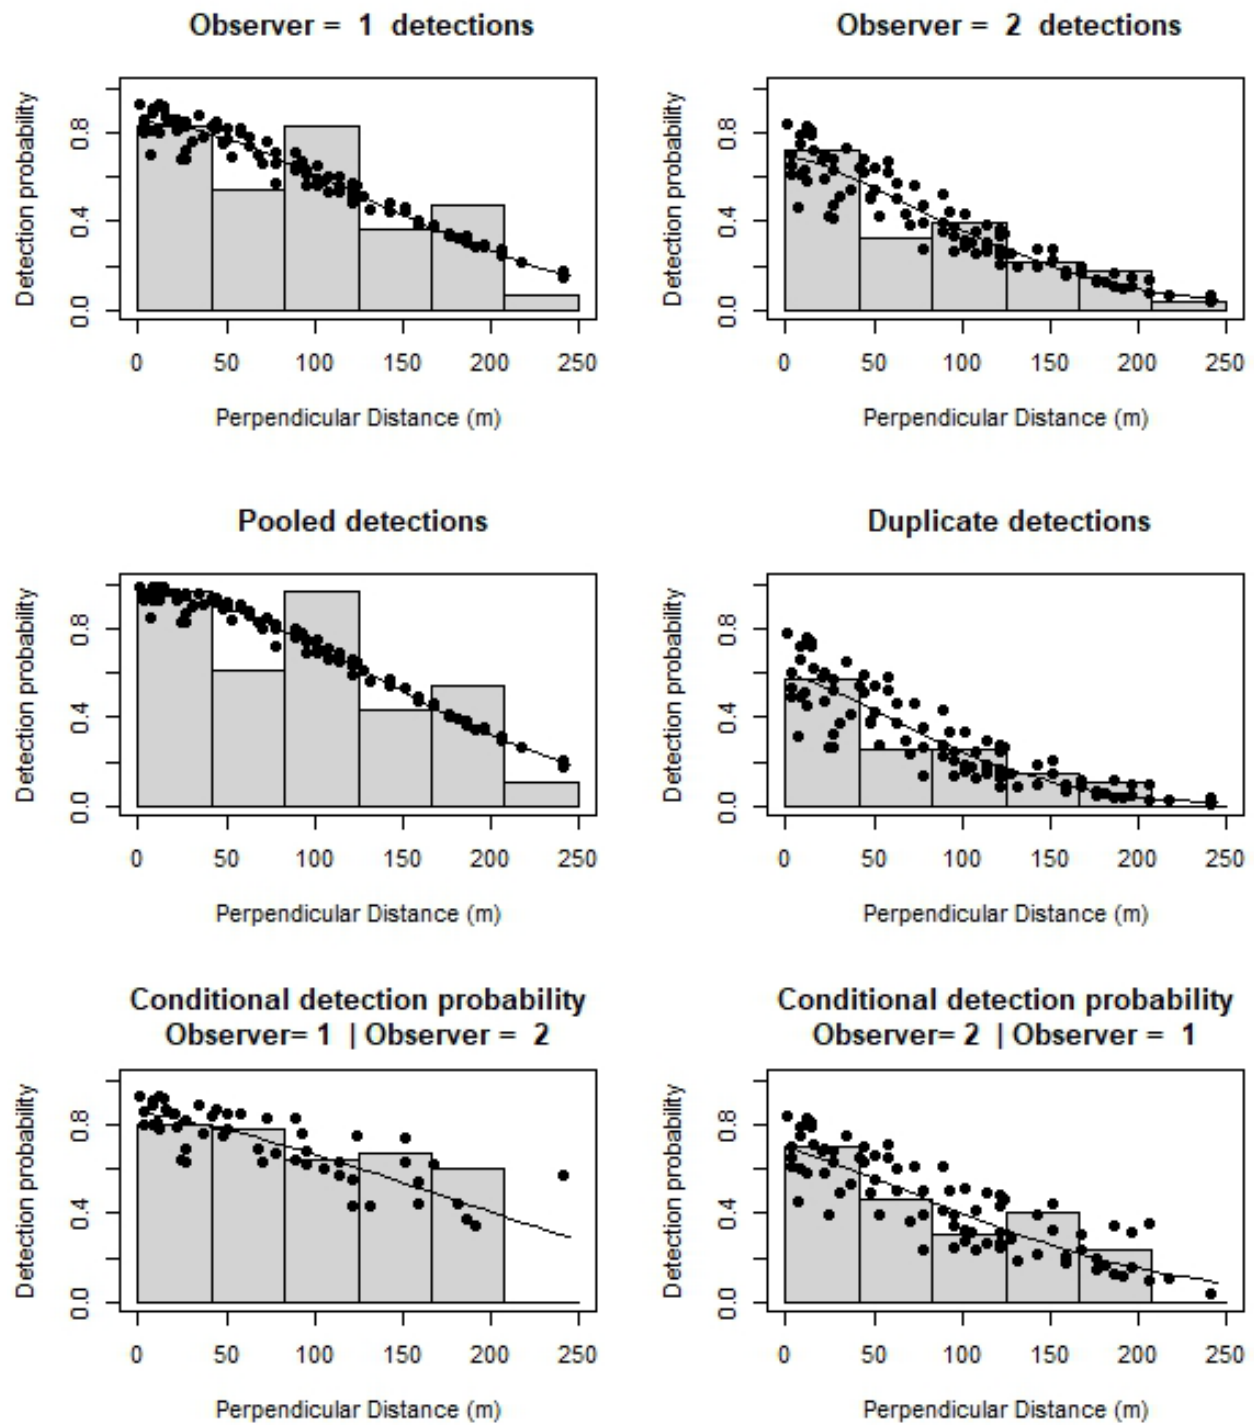 Observer = 1 detections
Detection probability
0.0 0.4 0.8
0 50 100 150 200 250
Perpendicular Distance (m)
Observer = 2 detections
Detection probability
0.0 0.4 0.8
0 50 100 150 200 250
Perpendicular Distance (m)
Pooled detections
Detection probability
0.0 0.4 0.8
0 50 100 150 200 250
Perpendicular Distance (m)
Duplicate detections
Detection probability
0.0 0.4 0.8
0 50 100 150 200 250
Perpendicular Distance (m)
Conditional detection probability
Observer= 1 | Observer = 2
Detection probability
0.0 0.4 0.8
0 50 100 150 200 250
Perpendicular Distance (m)
Conditional detection probability
Observer= 2 | Observer = 1
Detection probability
0.0 0.4 0.8
0 50 100 150 200 250
Perpendicular Distance (m)